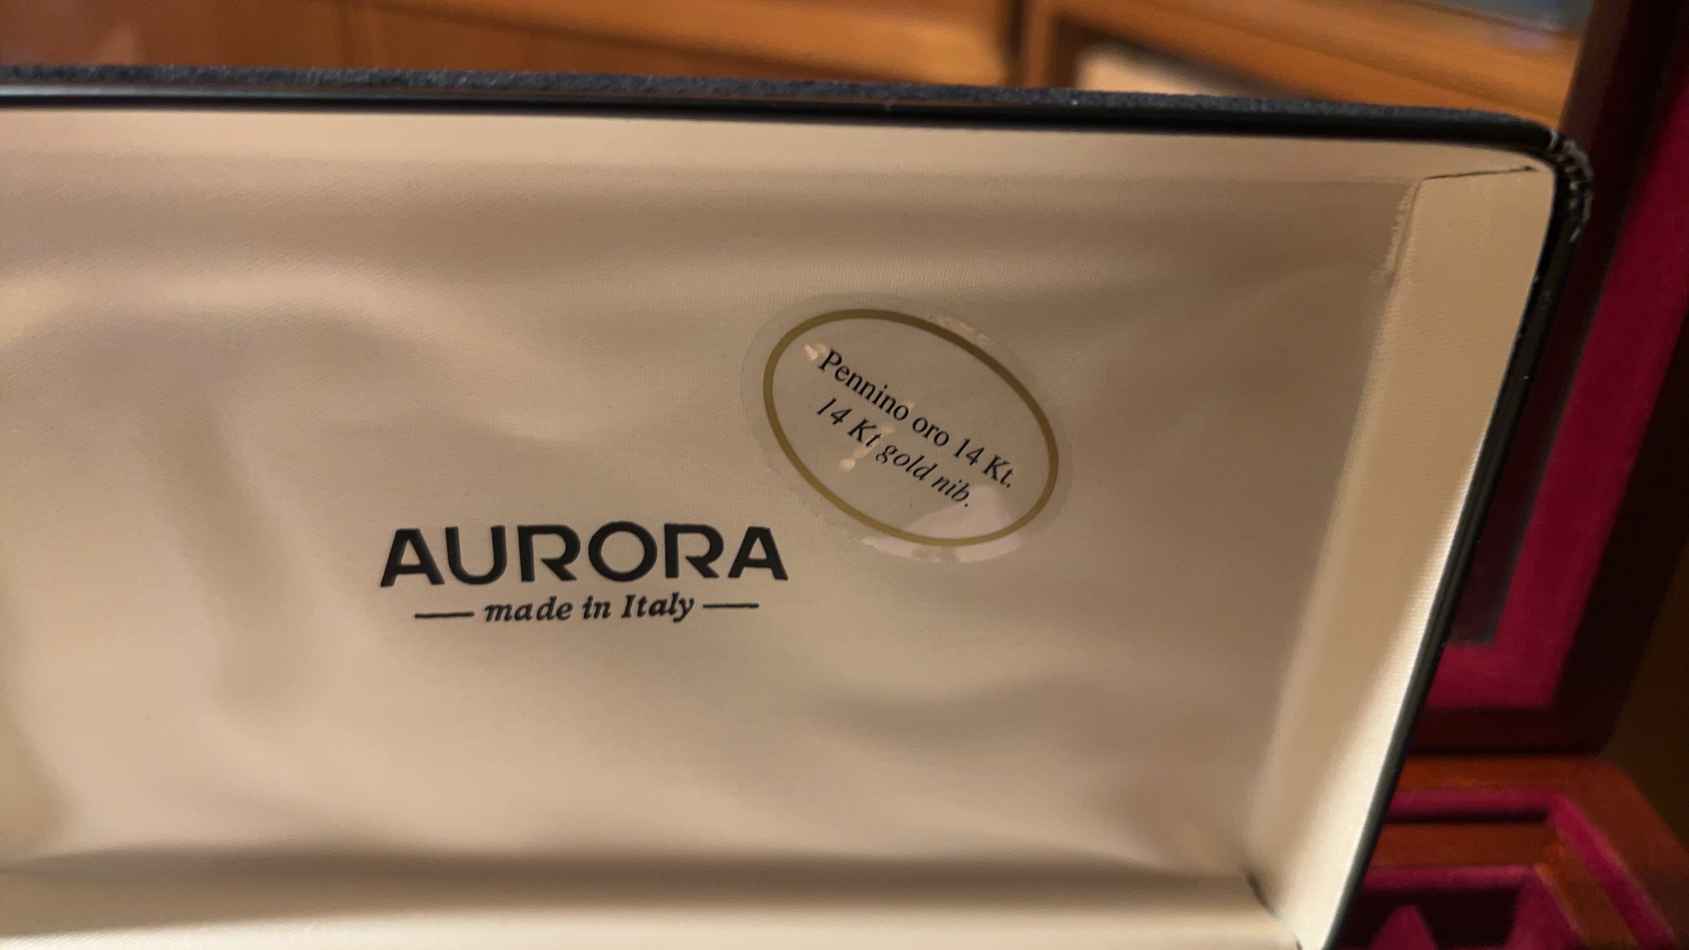 Pennino oro 14 Kt.
14 Kt gold nib.
AURORA
made in Italy